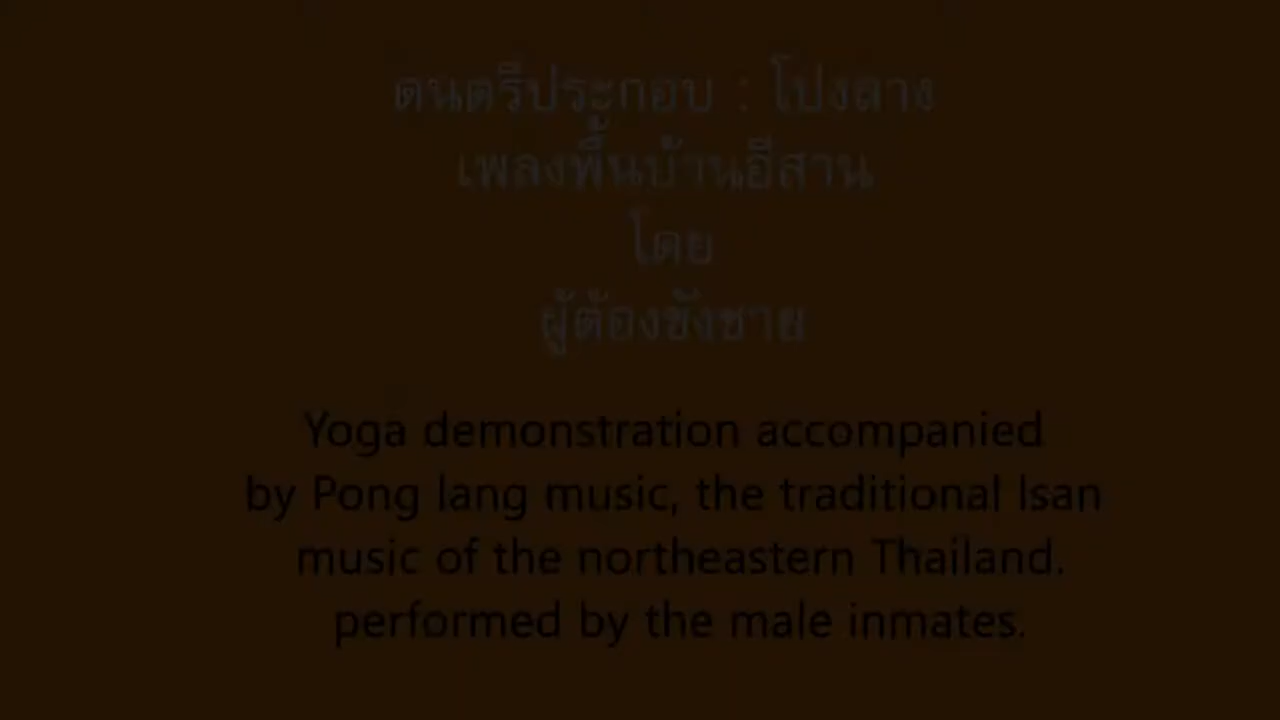 ดนตรีประกอบ : โปงลาง
เพลงพื้นบ้านอีสาน
โดย
ผู้ต้องขังชาย
Yoga demonstration accompanied
by Pong lang music, the traditional Isan
music of the northeastern Thailand.
performed by the male inmates.